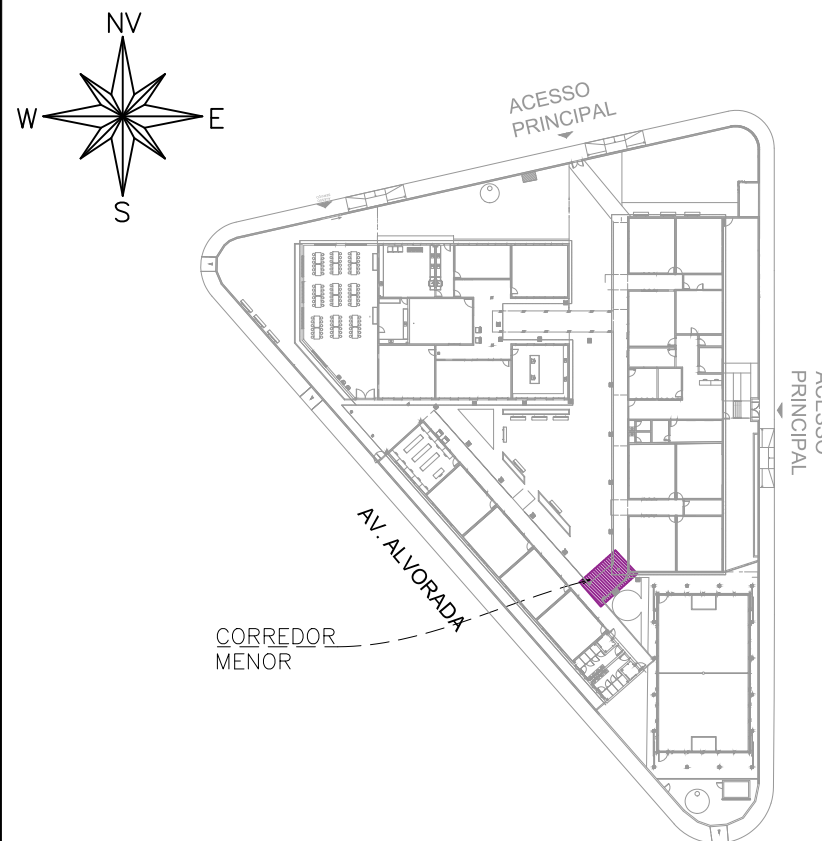 NV
W E
S
ACESSO
PRINCIPAL
ACESSO
PRINCIPAL
AV. ALVORADA
CORREDOR
MENOR